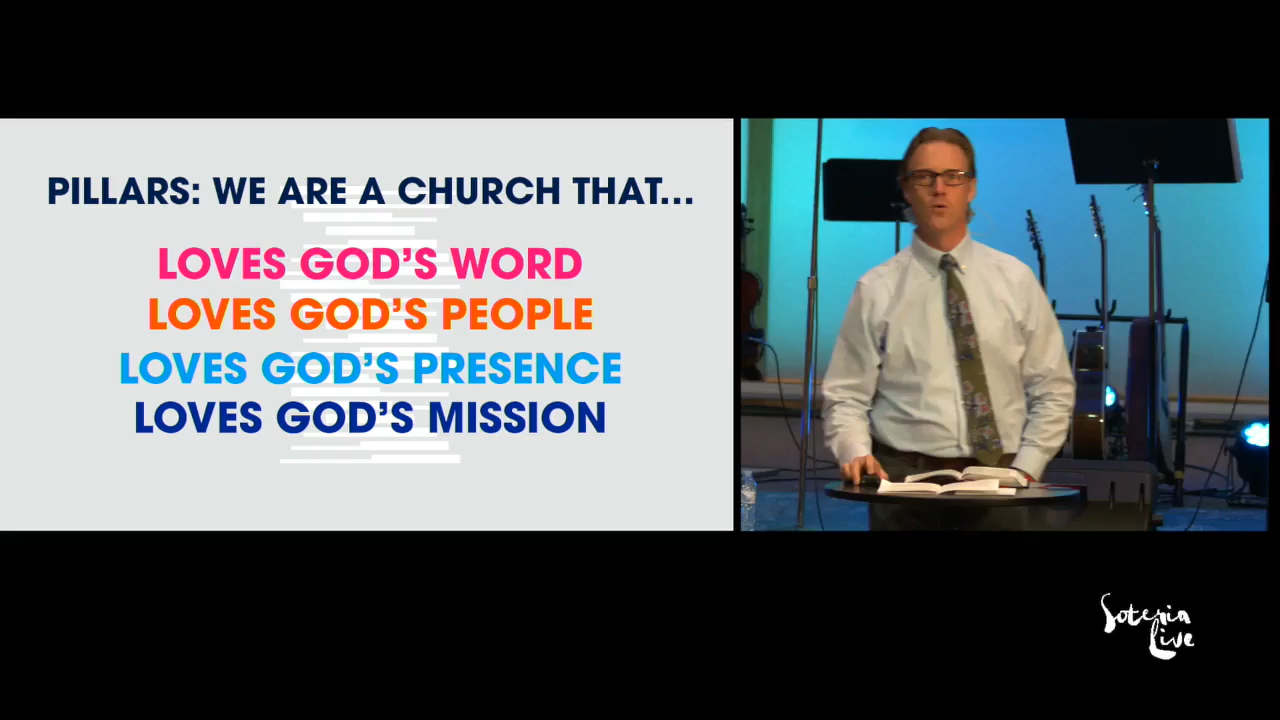 PILLARS: WE ARE A CHURCH THAT...
LOVES GOD'S WORD
LOVES GOD'S PEOPLE
LOVES GOD'S PRESENCE
LOVES GOD'S MISSION
Soteria
Live